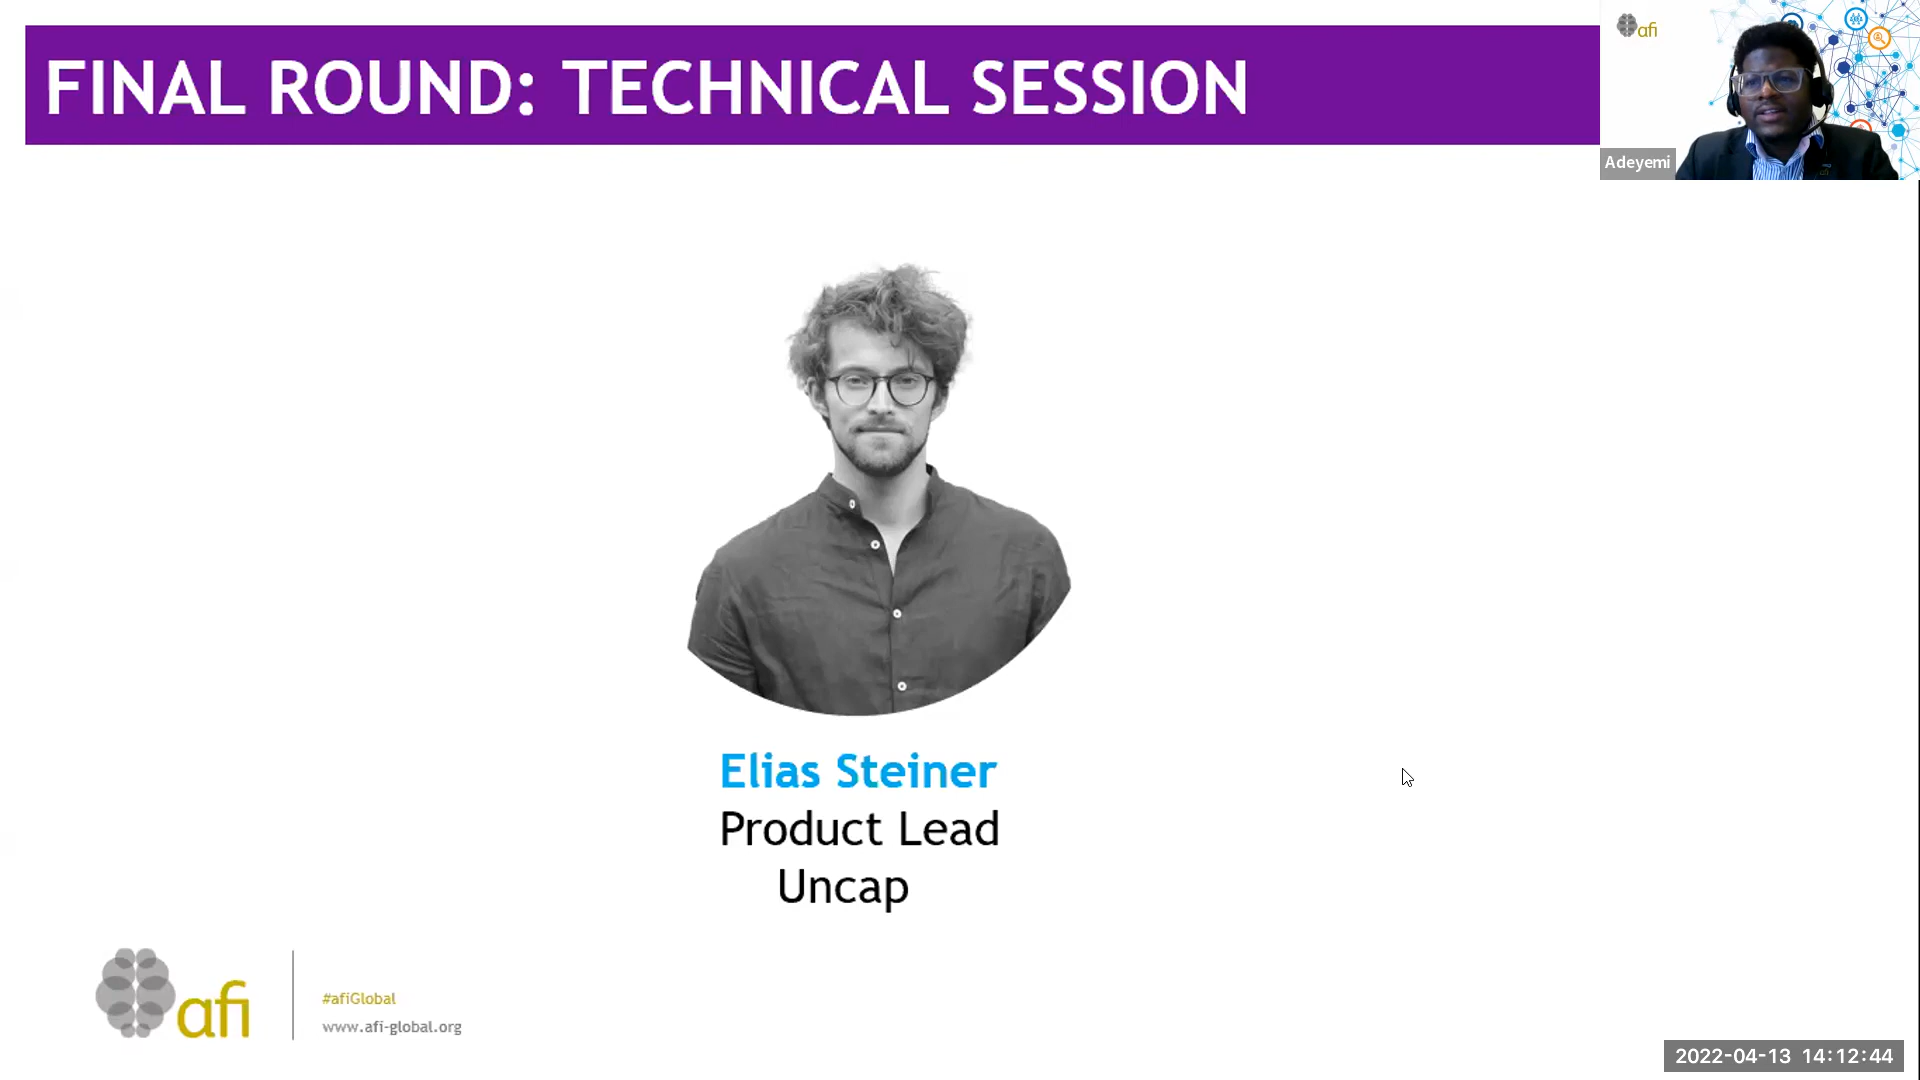 FINAL ROUND: TECHNICAL SESSION
afi
Adeyemi
Elias Steiner
Product Lead
Uncap
afi
#afiGlobal
www.afi-global.org
2022-04-13 14:12:44